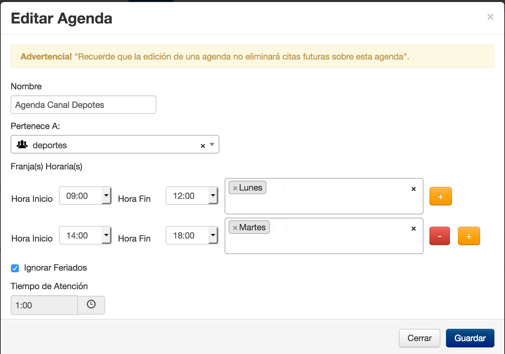 Editar Agenda ×
Advertencia! "Recuerde que la edición de una agenda no eliminará citas futuras sobre esta agenda".
Nombre
Agenda Canal Depotes
Pertenece A:
deportes ×
Franja(s) Horaria(s)
Hora Inicio 09:00 Hora Fin 12:00 ×Lunes × +
Hora Inicio 14:00 Hora Fin 18:00 ×Martes × - +
Ignorar Feriados
Tiempo de Atención
1:00
Cerrar Guardar